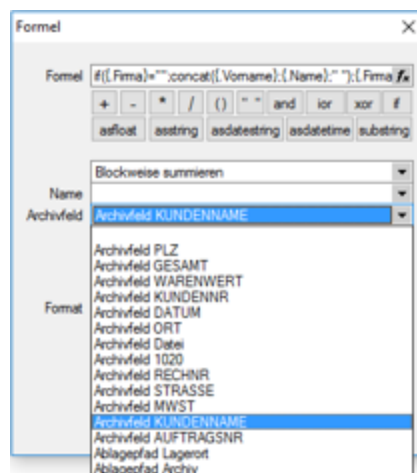 Formel
Formel if({.Firma}="";concat({.Vorname};{.Name};" ");{.Firma fx
+ - * / () " " and ior xor if
asfloat asstring asdatestring asdatetime substring
Blockweise summieren
Name
Archivfeld Archivfeld KUNDENNAME
Archivfeld PLZ
Archivfeld GESAMT
Archivfeld WARENWERT
Archivfeld KUNDENNR
Format Archivfeld DATUM
Archivfeld ORT
Archivfeld Datei
Archivfeld 1020
Archivfeld RECHNR
Archivfeld STRASSE
Archivfeld MWST
Archivfeld KUNDENNAME
Archivfeld AUFTRAGSNR
Ablagepfad Lagerort
Ablagepfad Archiv